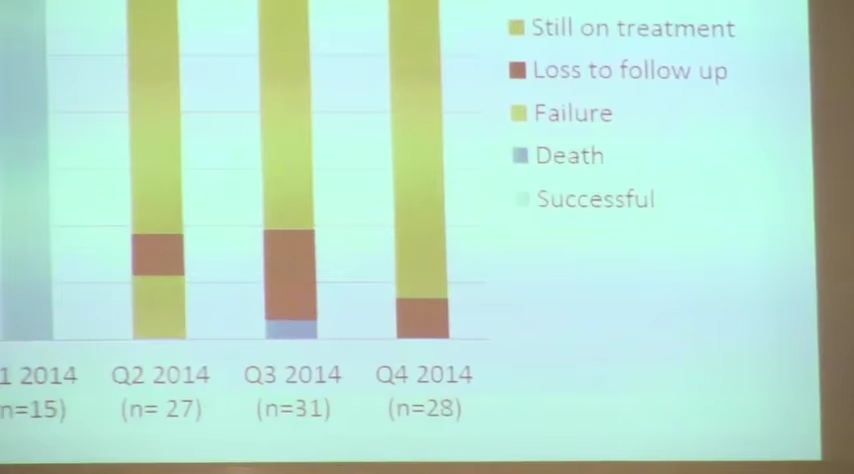 Still on treatment
Loss to follow up
Failure
Death
Successful
1 2014 Q2 2014 Q3 2014 Q4 2014
n=15) (n= 27) (n=31) (n=28)